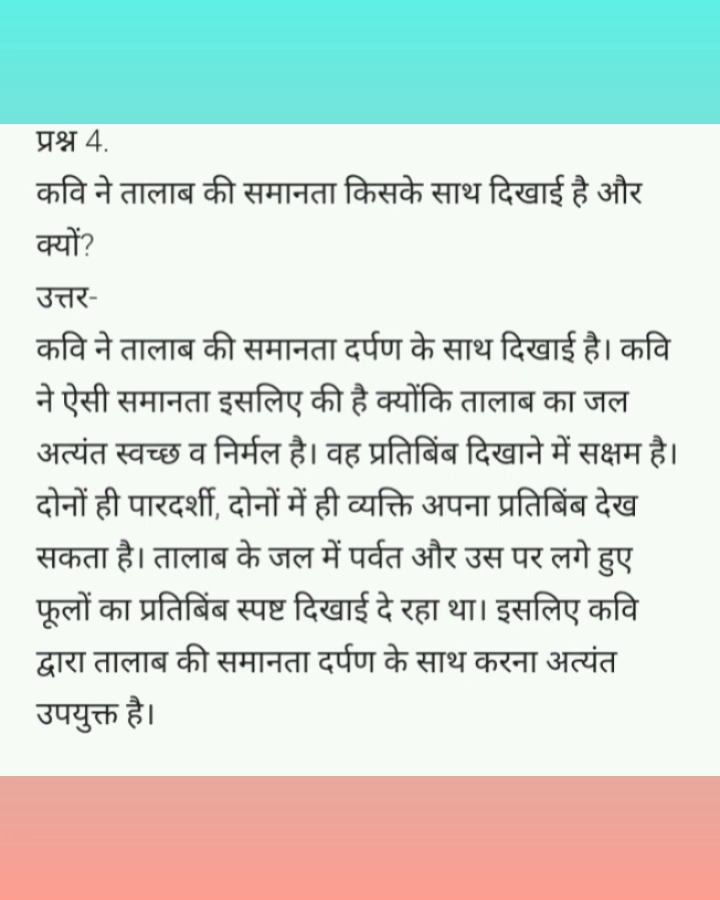 प्रश्न 4.
कवि ने तालाब की समानता किसके साथ दिखाई है और
क्यों?
उत्तर-
कवि ने तालाब की समानता दर्पण के साथ दिखाई है। कवि
ने ऐसी समानता इसलिए की है क्योंकि तालाब का जल
अत्यंत स्वच्छ व निर्मल है। वह प्रतिबिंब दिखाने में सक्षम है।
दोनों ही पारदर्शी, दोनों में ही व्यक्ति अपना प्रतिबिंब देख
सकता है। तालाब के जल में पर्वत और उस पर लगे हुए
फूलों का प्रतिबिंब स्पष्ट दिखाई दे रहा था। इसलिए कवि
द्वारा तालाब की समानता दर्पण के साथ करना अत्यंत
उपयुक्त है।